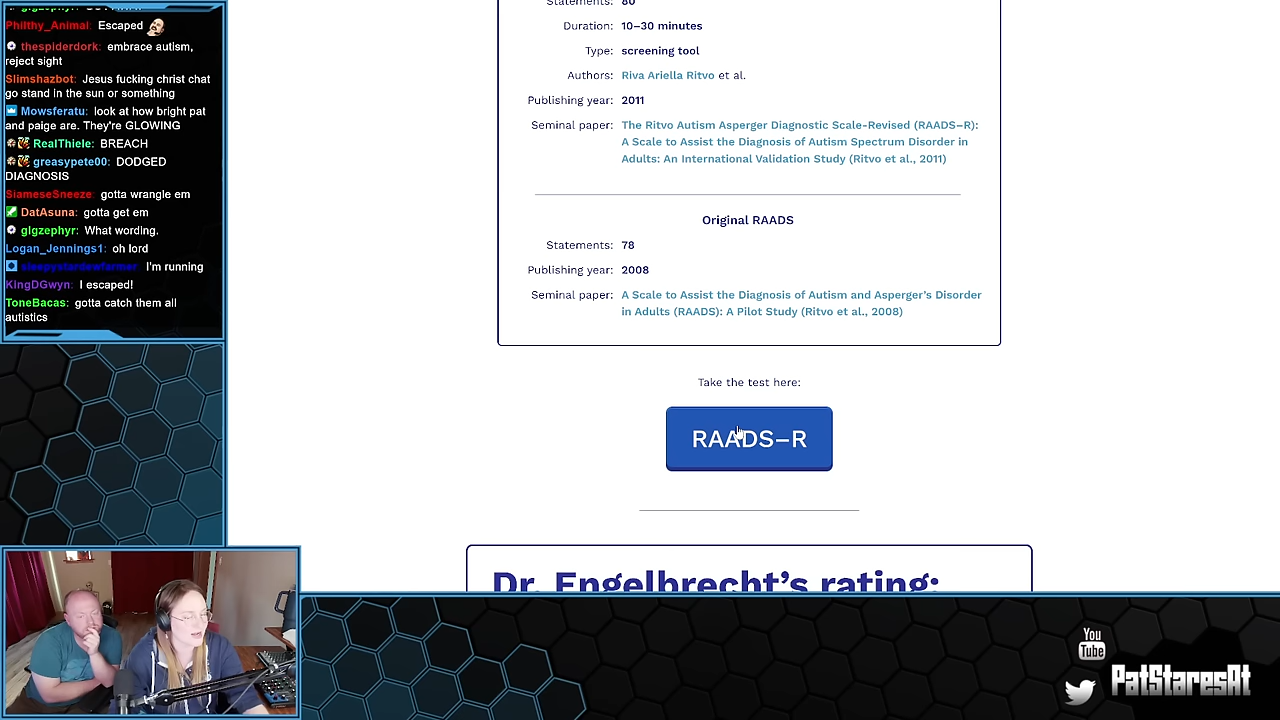 Philthy_Animal: Escaped
thespiderdork: embrace autism,
reject sight
Slimshazbot: Jesus fucking christ chat
go stand in the sun or something
Mowsferatu: look at how bright pat
and paige are. They're GLOWING
RealThiele: BREACH
greasypete00: DODGED
DIAGNOSIS
SiameseSneeze: gotta wrangle em
DatAsuna: gotta get em
glgzephyr: What wording.
Logan_Jennings1: oh lord
sleepystardewfarmer: I'm running
KingDGwyn: I escaped!
ToneBacas: gotta catch them all
autistics
Statements: 80
Duration: 10–30 minutes
Type: screening tool
Authors: Riva Ariella Ritvo et al.
Publishing year: 2011
Seminal paper: The Ritvo Autism Asperger Diagnostic Scale-Revised (RAADS–R):
A Scale to Assist the Diagnosis of Autism Spectrum Disorder in
Adults: An International Validation Study (Ritvo et al., 2011)
Original RAADS
Statements: 78
Publishing year: 2008
Seminal paper: A Scale to Assist the Diagnosis of Autism and Asperger's Disorder
in Adults (RAADS): A Pilot Study (Ritvo et al., 2008)
Take the test here:
RAADS–R
Dr. Engelbrecht's rating:
You
Tube
PatStaresAt